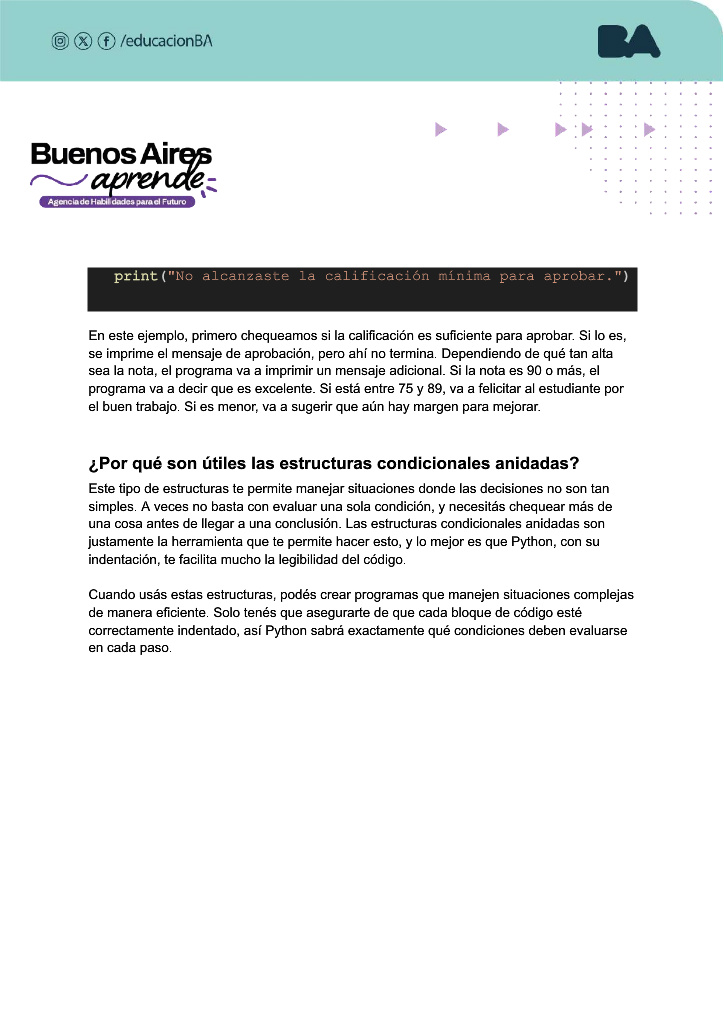 /educacionBA
BA
Buenos Aires
aprende
Agencia de Habilidades para el Futuro
print("No alcanzaste la calificación mínima para aprobar.")
En este ejemplo, primero chequeamos si la calificación es suficiente para aprobar. Si lo es,
se imprime el mensaje de aprobación, pero ahí no termina. Dependiendo de qué tan alta
sea la nota, el programa va a imprimir un mensaje adicional. Si la nota es 90 o más, el
programa va a decir que es excelente. Si está entre 75 y 89, va a felicitar al estudiante por
el buen trabajo. Si es menor, va a sugerir que aún hay margen para mejorar.
¿Por qué son útiles las estructuras condicionales anidadas?
Este tipo de estructuras te permite manejar situaciones donde las decisiones no son tan
simples. A veces no basta con evaluar una sola condición, y necesitás chequear más de
una cosa antes de llegar a una conclusión. Las estructuras condicionales anidadas son
justamente la herramienta que te permite hacer esto, y lo mejor es que Python, con su
indentación, te facilita mucho la legibilidad del código.
Cuando usás estas estructuras, podés crear programas que manejen situaciones complejas
de manera eficiente. Solo tenés que asegurarte de que cada bloque de código esté
correctamente indentado, así Python sabrá exactamente qué condiciones deben evaluarse
en cada paso.